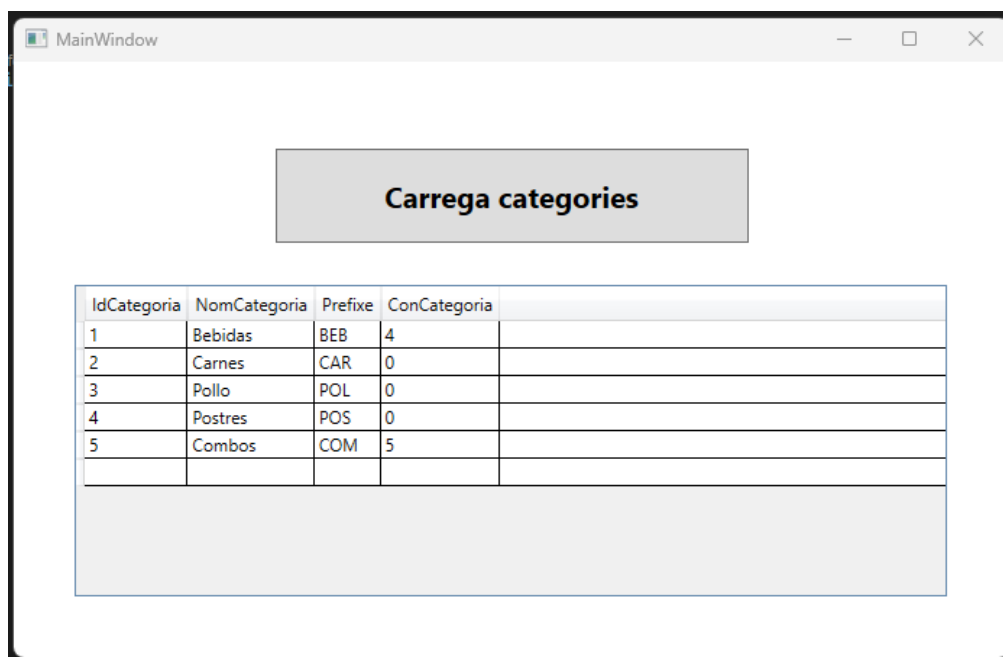 MainWindow
Carrega categories
IdCategoria NomCategoria Prefixe ConCategoria
1 Bebidas BEB 4
2 Carnes CAR 0
3 Pollo POL 0
4 Postres POS 0
5 Combos COM 5